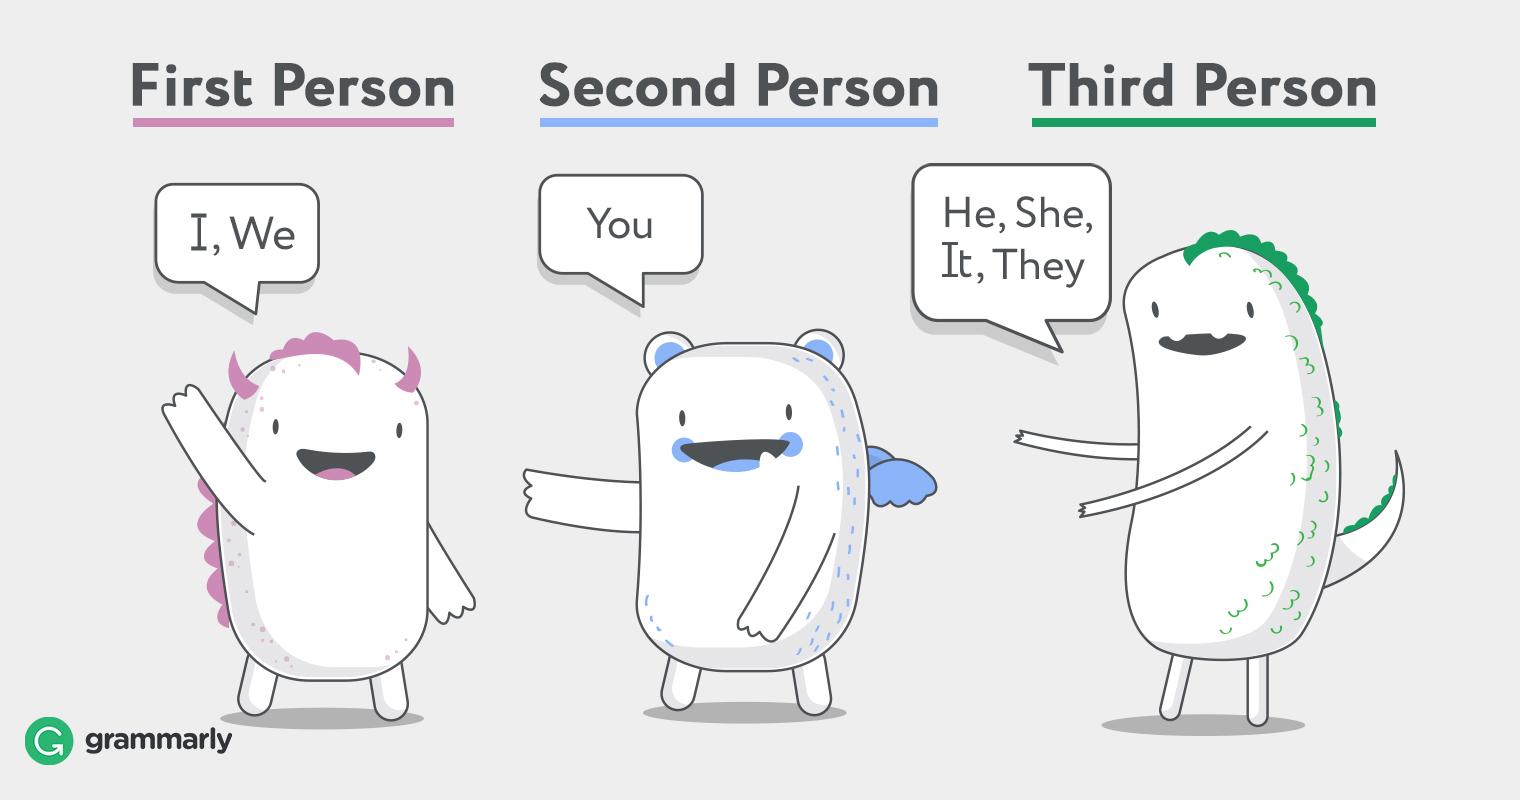 First Person
Second Person
Third Person
I, We
You
He, She,
It, They
grammarly